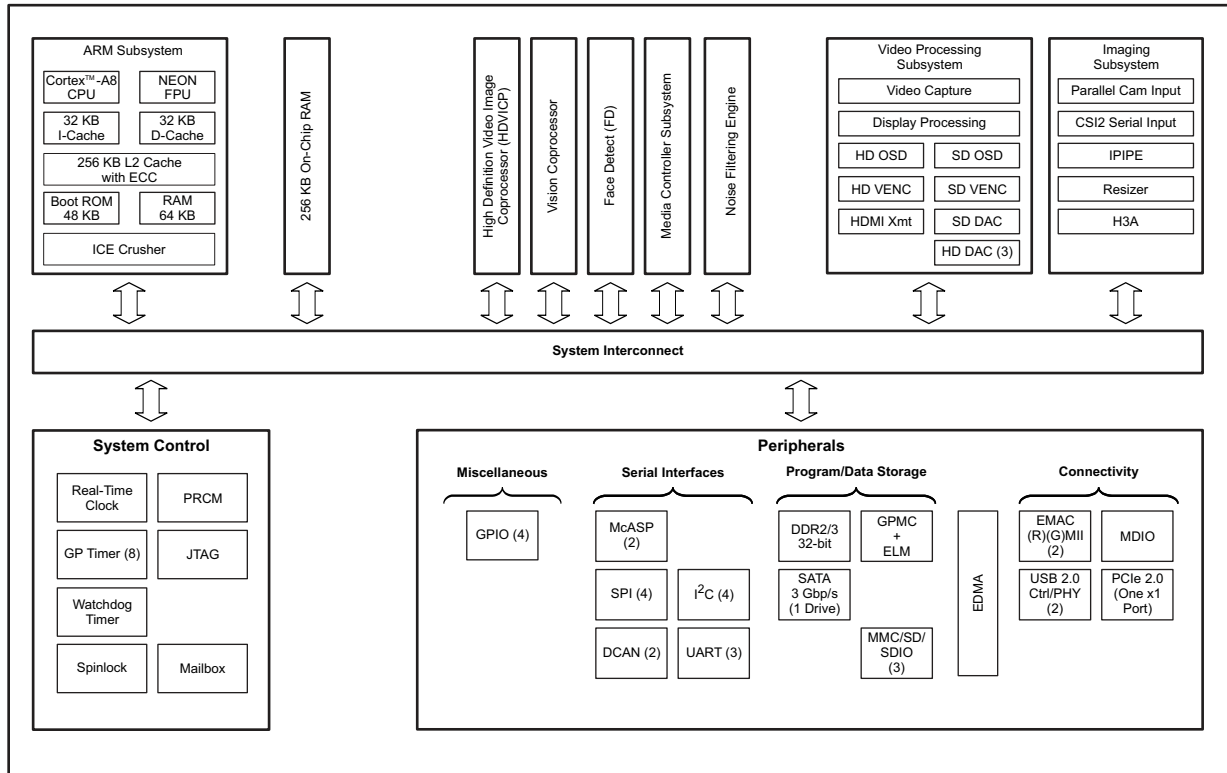 ARM Subsystem
Cortex™-A8
CPU
NEON
FPU
32 KB
I-Cache
32 KB
D-Cache
256 KB L2 Cache
with ECC
Boot ROM
48 KB
RAM
64 KB
ICE Crusher
256 KB On-Chip RAM
High Definition Video Image
Coprocessor (HDVICP)
Vision Coprocessor
Face Detect (FD)
Media Controller Subsystem
Noise Filtering Engine
Video Processing
Subsystem
Video Capture
Display Processing
HD OSD
SD OSD
HD VENC
SD VENC
HDMI Xmt
SD DAC
HD DAC (3)
Imaging
Subsystem
Parallel Cam Input
CSI2 Serial Input
IPIPE
Resizer
H3A
System Interconnect
System Control
Real-Time
Clock
PRCM
GP Timer (8)
JTAG
Watchdog
Timer
Spinlock
Mailbox
Peripherals
Miscellaneous
GPIO (4)
Serial Interfaces
McASP
(2)
SPI (4)
I²C (4)
DCAN (2)
UART (3)
Program/Data Storage
DDR2/3
32-bit
GPMC
+
ELM
SATA
3 Gbp/s
(1 Drive)
MMC/SD/
SDIO
(3)
EDMA
Connectivity
EMAC
(R)(G)MII
(2)
MDIO
USB 2.0
Ctrl/PHY
(2)
PCIe 2.0
(One x1
Port)